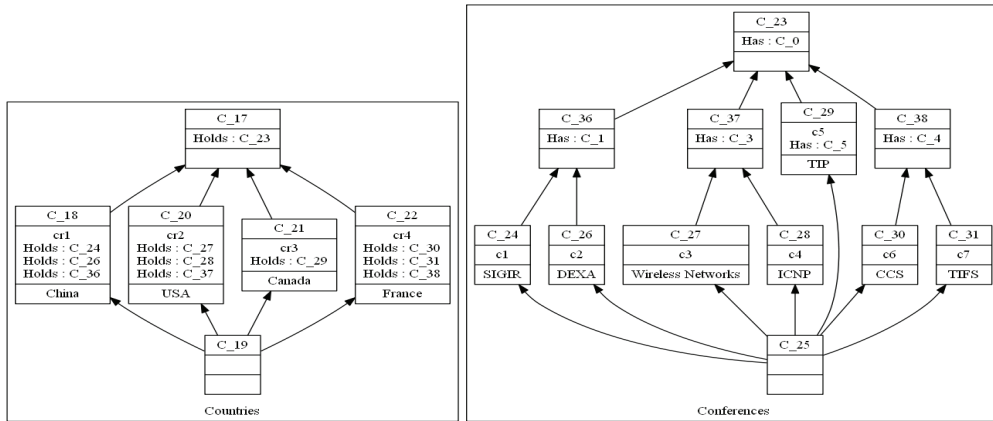 C_17
Holds : C_23
C_18
cr1
Holds : C_24
Holds : C_26
Holds : C_36
China
C_20
cr2
Holds : C_27
Holds : C_28
Holds : C_37
USA
C_21
cr3
Holds : C_29
Canada
C_22
cr4
Holds : C_30
Holds : C_31
Holds : C_38
France
C_19
Countries
C_23
Has : C_0
C_36
Has : C_1
C_37
Has : C_3
C_29
c5
Has : C_5
TIP
C_38
Has : C_4
C_24
c1
SIGIR
C_26
c2
DEXA
C_27
c3
Wireless Networks
C_28
c4
ICNP
C_30
c6
CCS
C_31
c7
TIFS
C_25
Conferences